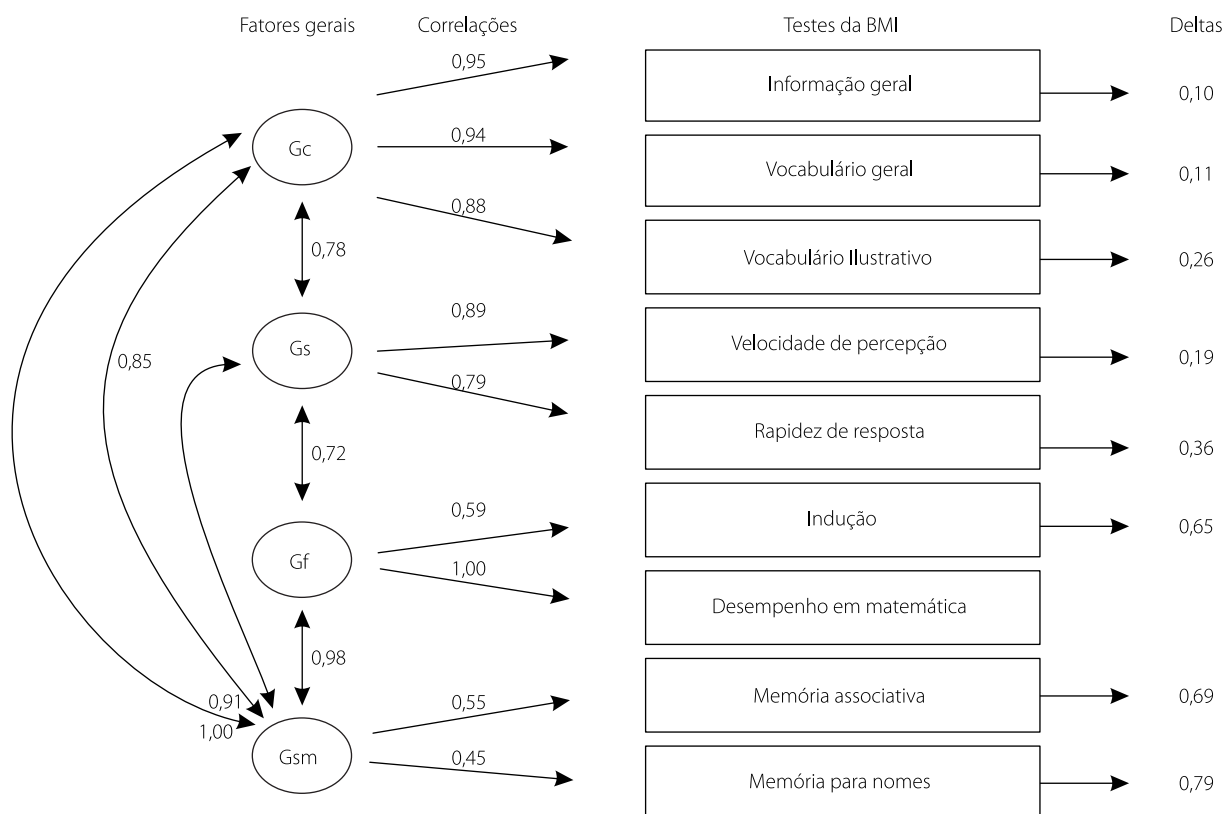 Fatores gerais Correlações Testes da BMI Deltas
0,95
Informação geral
0,10
0,94
Gc
Vocabulário geral
0,11
0,88
0,78
Vocabulário Ilustrativo
0,26
0,89
Gs
Velocidade de percepção
0,19
0,85
0,79
Rapidez de resposta
0,36
0,72
0,59
Indução
0,65
Gf
1,00
Desempenho em matemática
0,98
0,91
0,55
Memória associativa
0,69
1,00
Gsm
0,45
Memória para nomes
0,79